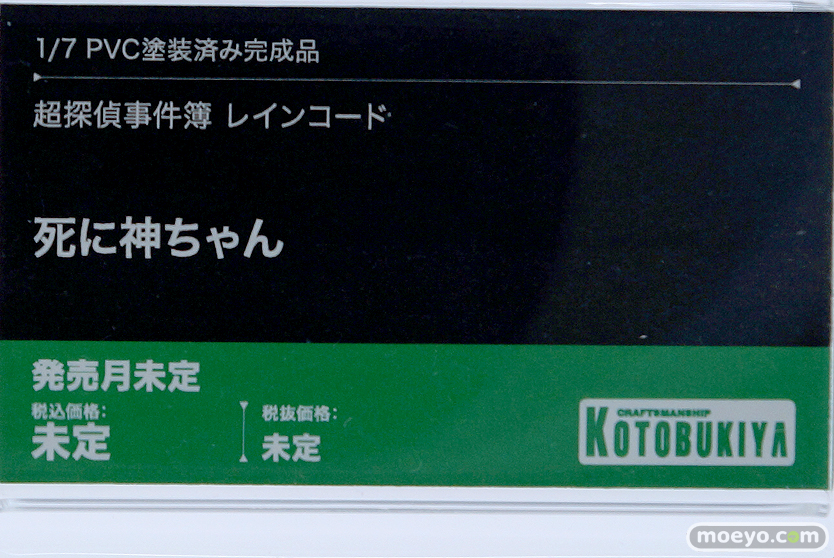 1/7 PVC塗装済み完成品
超探偵事件簿 レインコード
死に神ちゃん
発売月未定
税込価格:
未定
税抜価格:
未定
CRAFTSMANSHIP
KOTOBUKIYA
moeyo.com